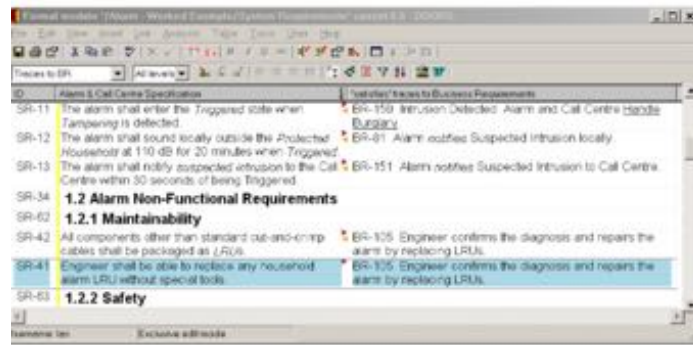 Formal module "/Alarm - Worked Example/System Requirements" current 0.5 - DOORS
File Edit View Insert Link Analysis Table Tools User Help
Traces to BR All levels
ID Alarm & Call Centre Specification "satisfies" traces to Business Requirements
SR-11 The alarm shall enter the Triggered state when BR-150 Intrusion Detected Alarm and Call Centre Handle
Tampering is detected. Burglary
SR-12 The alarm shall sound locally outside the Protected BR-81 Alarm notifies Suspected Intrusion locally.
Household at 110 dB for 20 minutes when Triggered
SR-13 The alarm shall notify suspected intrusion to the Call BR-151 Alarm notifies Suspected Intrusion to Call Centre.
Centre within 30 seconds of being Triggered.
SR-34 1.2 Alarm Non-Functional Requirements
SR-62 1.2.1 Maintainability
SR-42 All components other than standard cut-and-crimp BR-105 Engineer confirms the diagnosis and repairs the
cables shall be packaged as LRUs. alarm by replacing LRUs.
SR-41 Engineer shall be able to replace any household BR-105 Engineer confirms the diagnosis and repairs the
alarm LRU without special tools. alarm by replacing LRUs.
SR-63 1.2.2 Safety
Exclusive edit mode